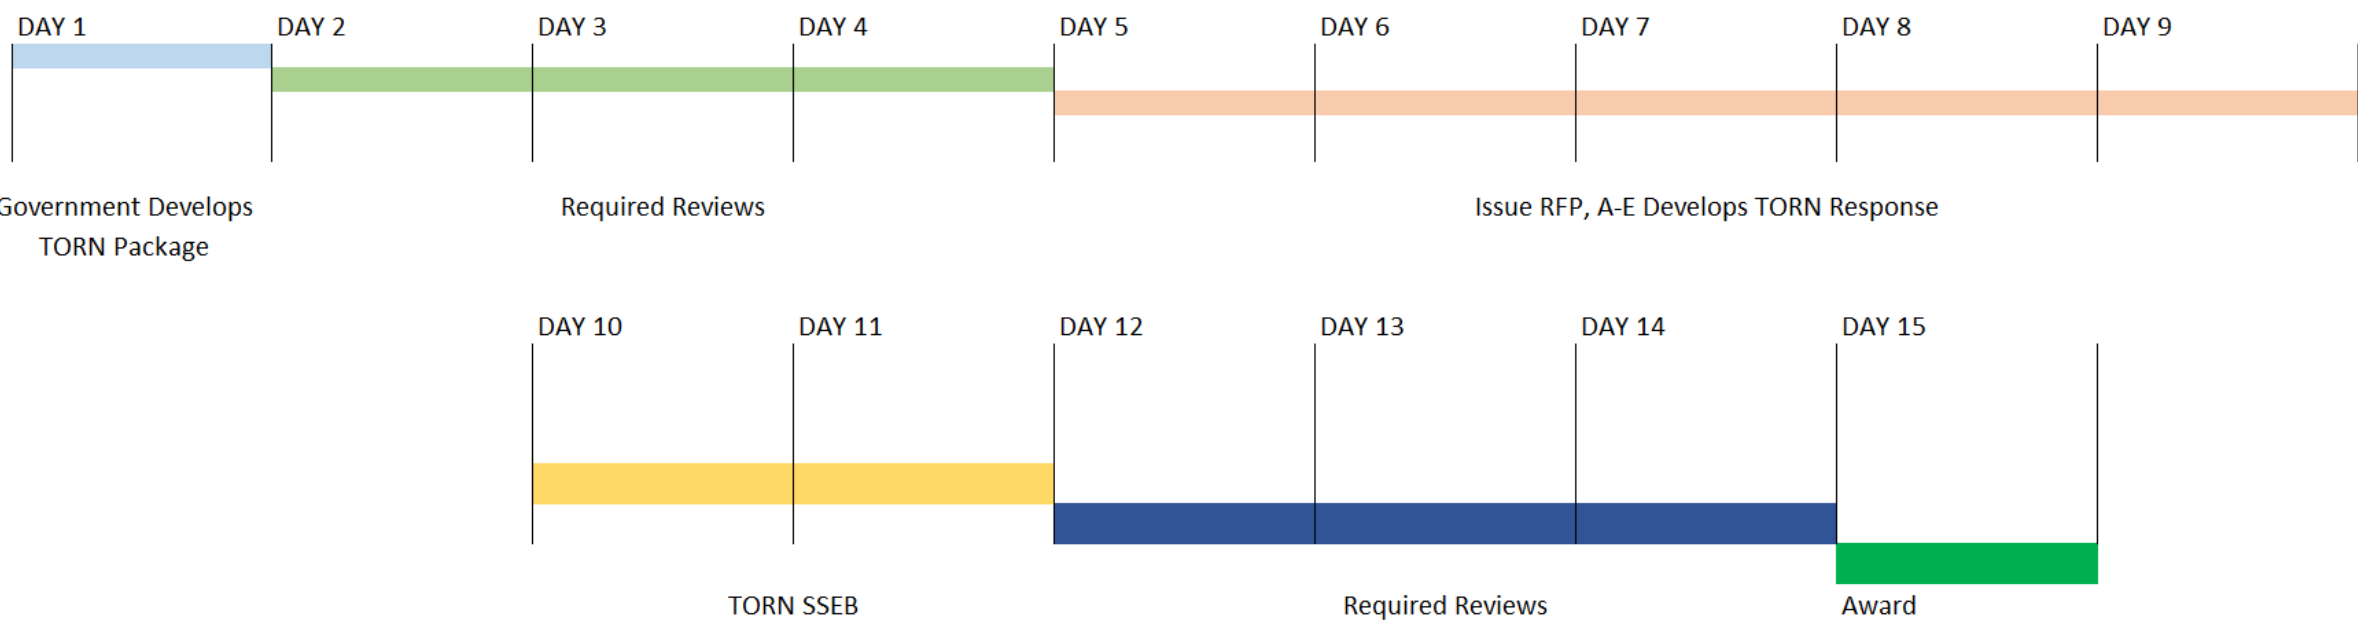 DAY 1 DAY 2 DAY 3 DAY 4 DAY 5 DAY 6 DAY 7 DAY 8 DAY 9
Government Develops
TORN Package
Required Reviews
Issue RFP, A-E Develops TORN Response
DAY 10 DAY 11 DAY 12 DAY 13 DAY 14 DAY 15
TORN SSEB
Required Reviews
Award